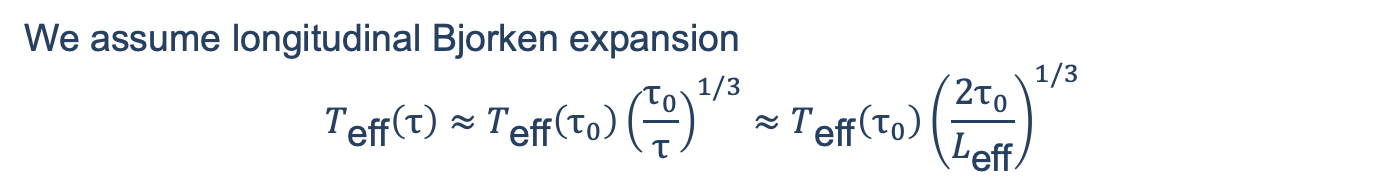 We assume longitudinal Bjorken expansion
T_eff(τ) ≈ T_eff(τ₀) (τ₀/τ)^{1/3} ≈ T_eff(τ₀) (2τ₀/L_eff)^{1/3}